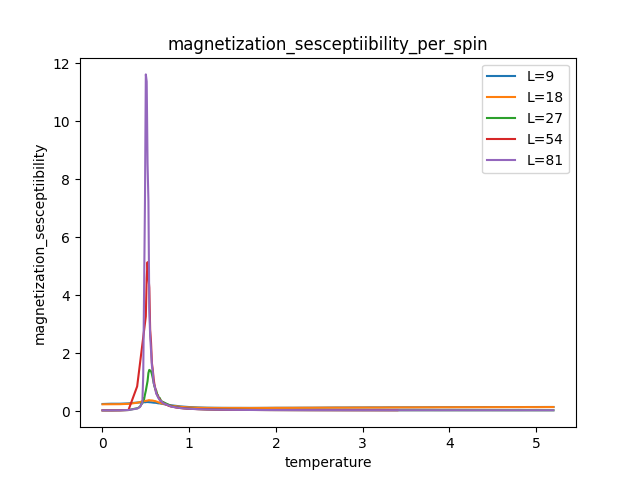 magnetization_sesceptiibility_per_spin
12
10
8
6
4
2
0
magnetization_sesceptiibility
L=9
L=18
L=27
L=54
L=81
0 1 2 3 4 5
temperature